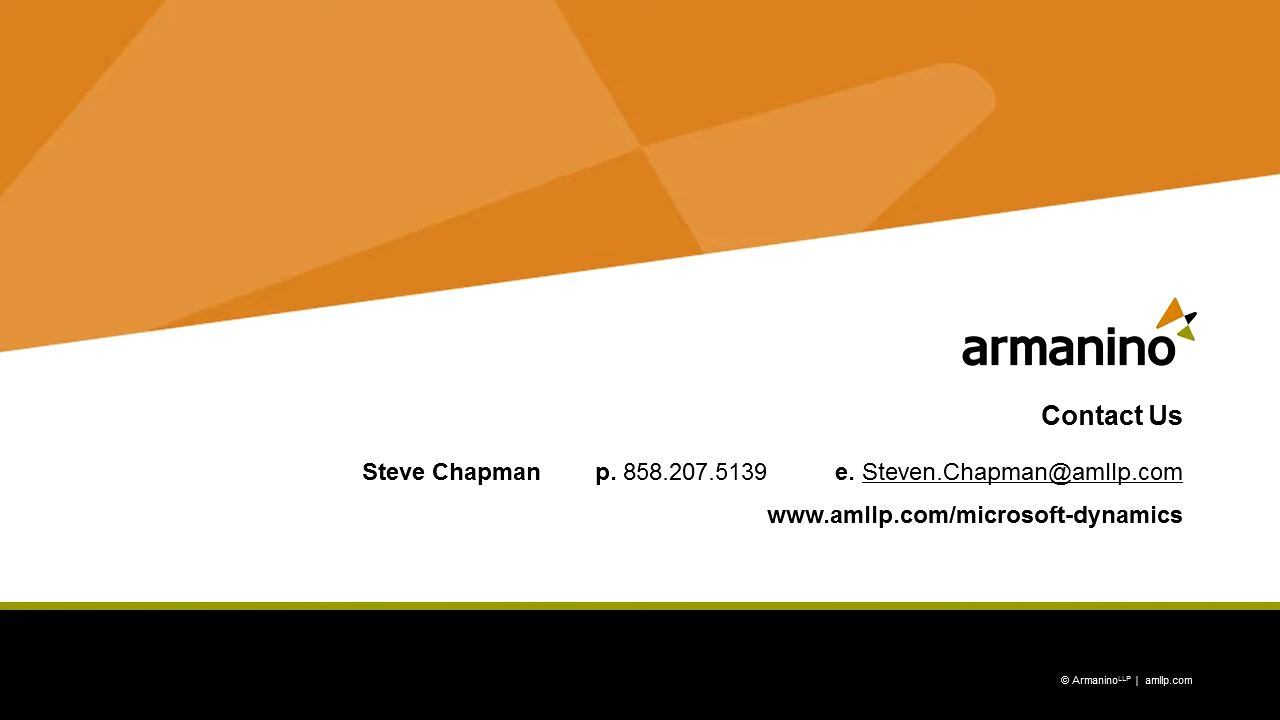 armanino
Contact Us
Steve Chapman p. 858.207.5139 e. Steven.Chapman@amllp.com
www.amllp.com/microsoft-dynamics
© ArmaninoLLP | amllp.com